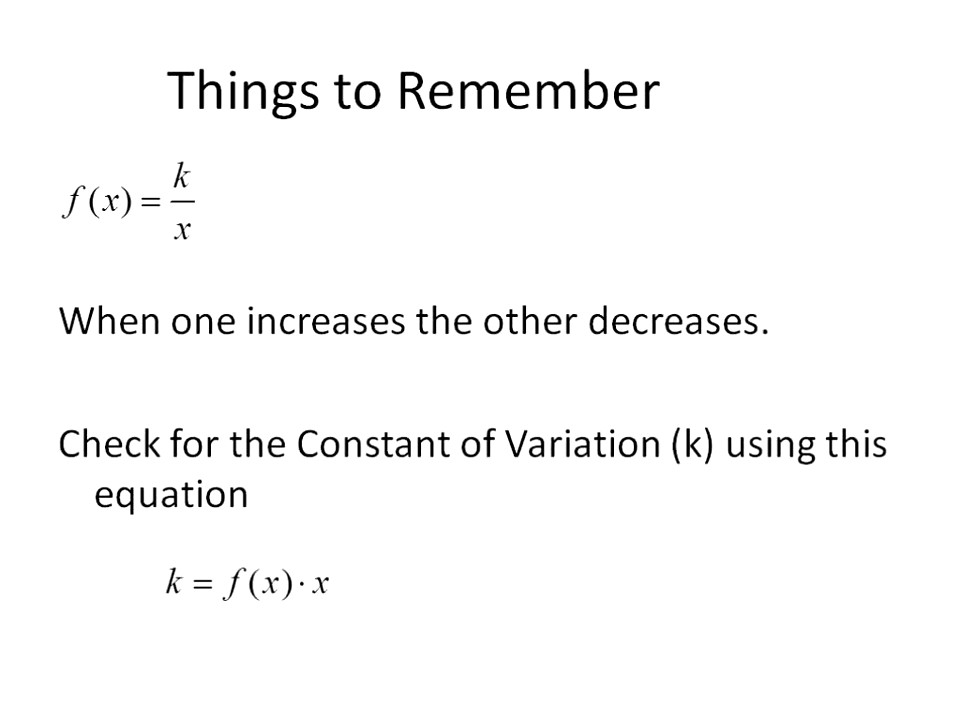 Things to Remember
f(x) = k/x
When one increases the other decreases.
Check for the Constant of Variation (k) using this
equation
k = f(x)·x